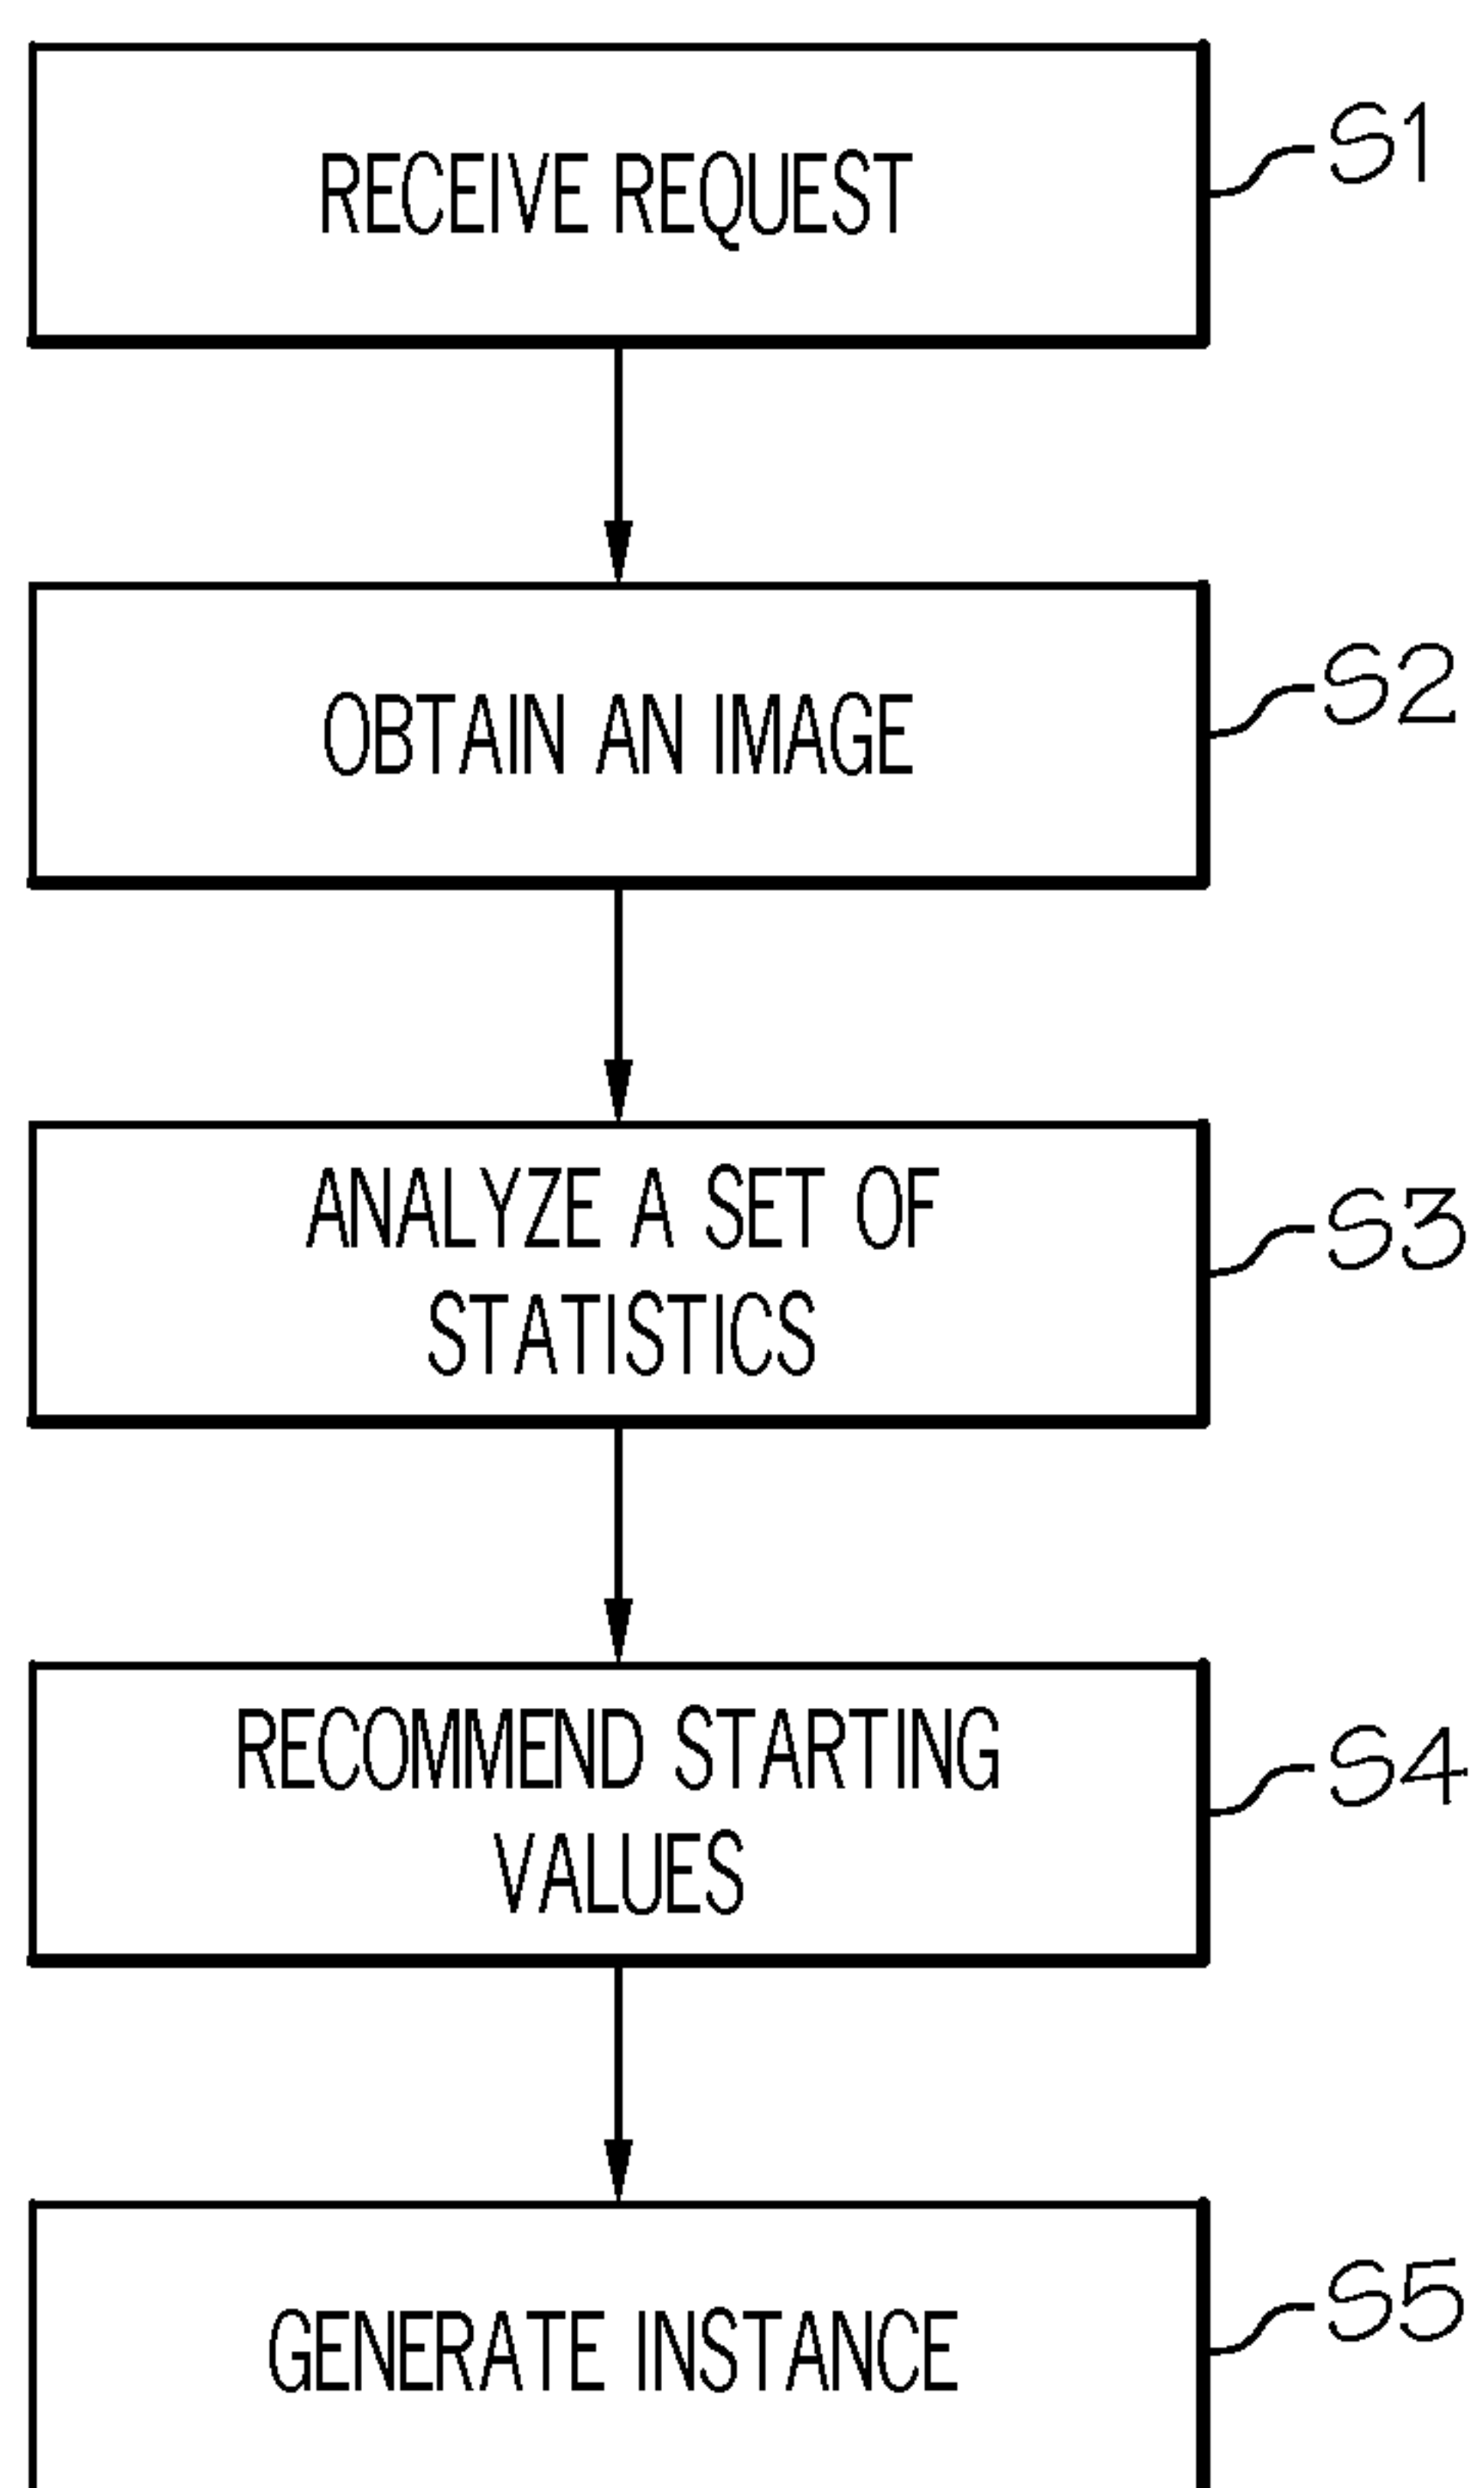 RECEIVE REQUEST
S1
OBTAIN AN IMAGE
S2
ANALYZE A SET OF
STATISTICS
S3
RECOMMEND STARTING
VALUES
S4
GENERATE INSTANCE
S5